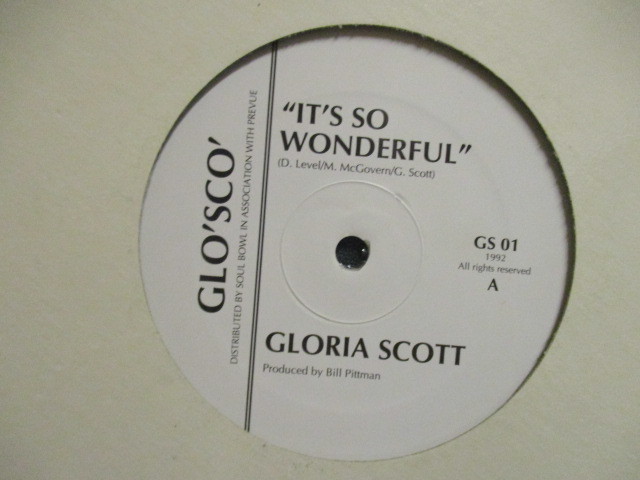 GLO'SCO'
DISTRIBUTED BY SOUL BOWL IN ASSOCIATION WITH PREVUE
"IT'S SO
WONDERFUL"
(D. Level/M. McGovern/G. Scott)
GS 01
1992
All rights reserved
A
GLORIA SCOTT
Produced by Bill Pittman